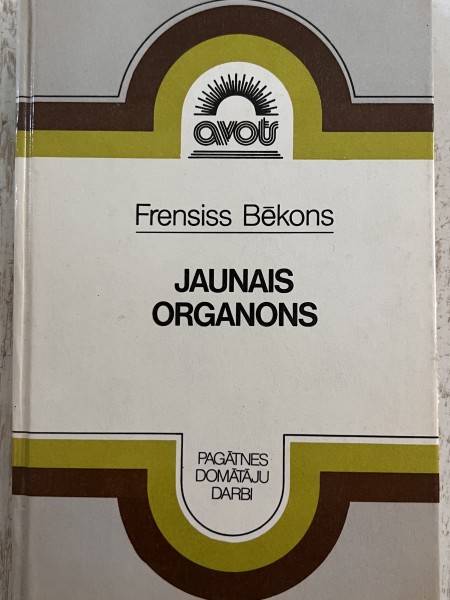 avots
Frensiss Bēkons
JAUNAIS
ORGANONS
PAGĀTNES
DOMĀTĀJU
DARBI